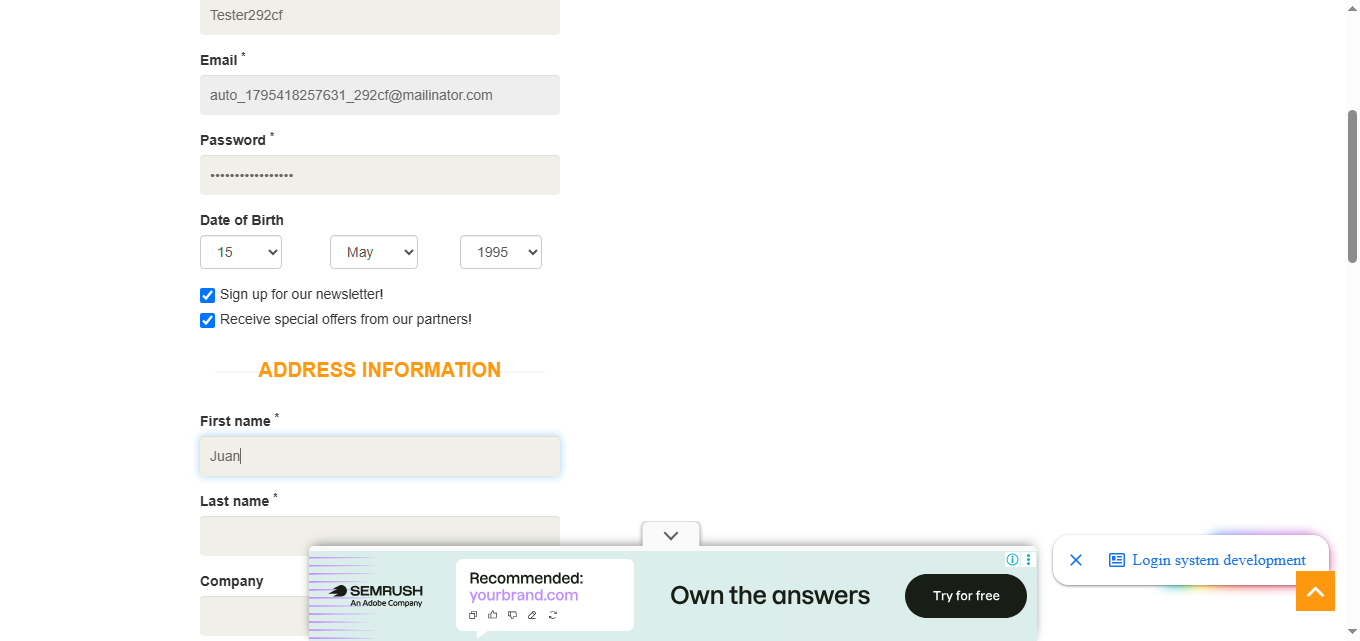 Tester292cf
Email *
auto_1795418257631_292cf@mailinator.com
Password *
•••••••••••••••••
Date of Birth
15 May 1995
Sign up for our newsletter!
Receive special offers from our partners!
ADDRESS INFORMATION
First name *
Juan
Last name *
Company
SEMRUSH
An Adobe Company
Recommended:
yourbrand.com
Own the answers
Try for free
Login system development